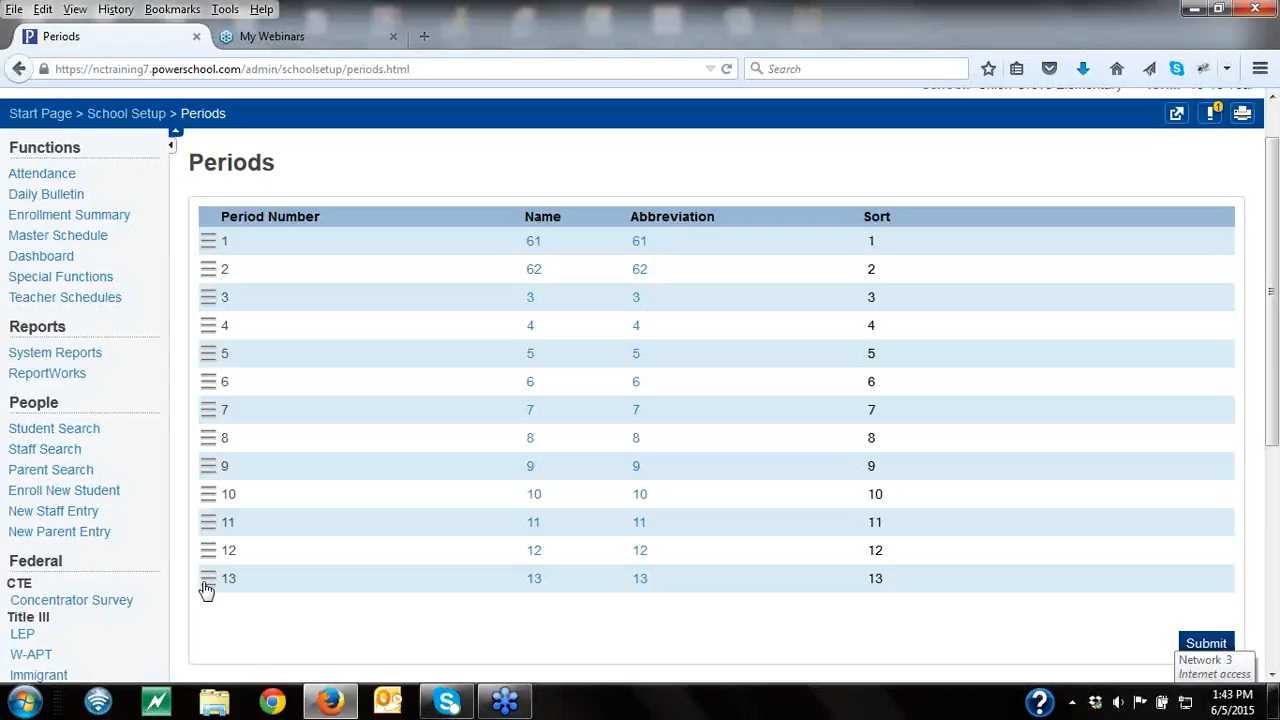 File Edit View History Bookmarks Tools Help
Periods
My Webinars
https://nctraining7.powerschool.com/admin/schoolsetup/periods.html
Search
Start Page > School Setup > Periods
Functions
Attendance
Daily Bulletin
Enrollment Summary
Master Schedule
Dashboard
Special Functions
Teacher Schedules
Reports
System Reports
ReportWorks
People
Student Search
Staff Search
Parent Search
Enroll New Student
New Staff Entry
New Parent Entry
Federal
CTE
Concentrator Survey
Title III
LEP
W-APT
Immigrant
Periods
Period Number Name Abbreviation Sort
1 61 61 1
2 62 62 2
3 3 3 3
4 4 4 4
5 5 5 5
6 6 6 6
7 7 7 7
8 8 8 8
9 9 9 9
10 10 10 10
11 11 11 11
12 12 12 12
13 13 13 13
Submit
Network 3
Internet access
1:43 PM
6/5/2015